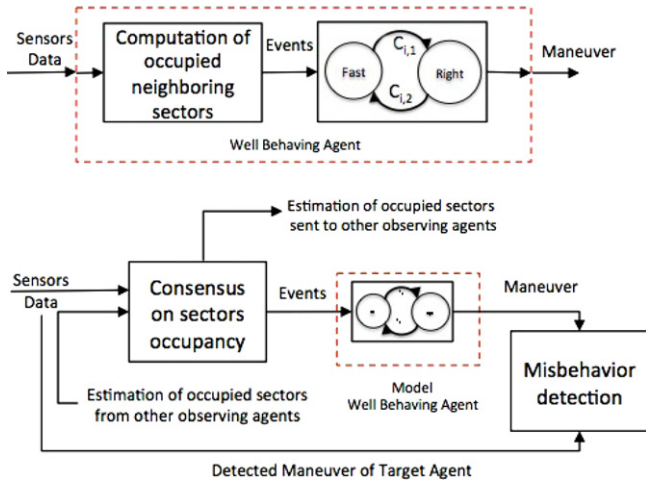 Sensors
Data
Computation of
occupied
neighboring
sectors
Events
Fast
C i,1
C i,2
Right
Maneuver
Well Behaving Agent
Estimation of occupied sectors
sent to other observing agents
Sensors
Data
Consensus
on sectors
occupancy
Events
Maneuver
Model
Well Behaving Agent
Misbehavior
detection
Estimation of occupied sectors
from other observing agents
Detected Maneuver of Target Agent